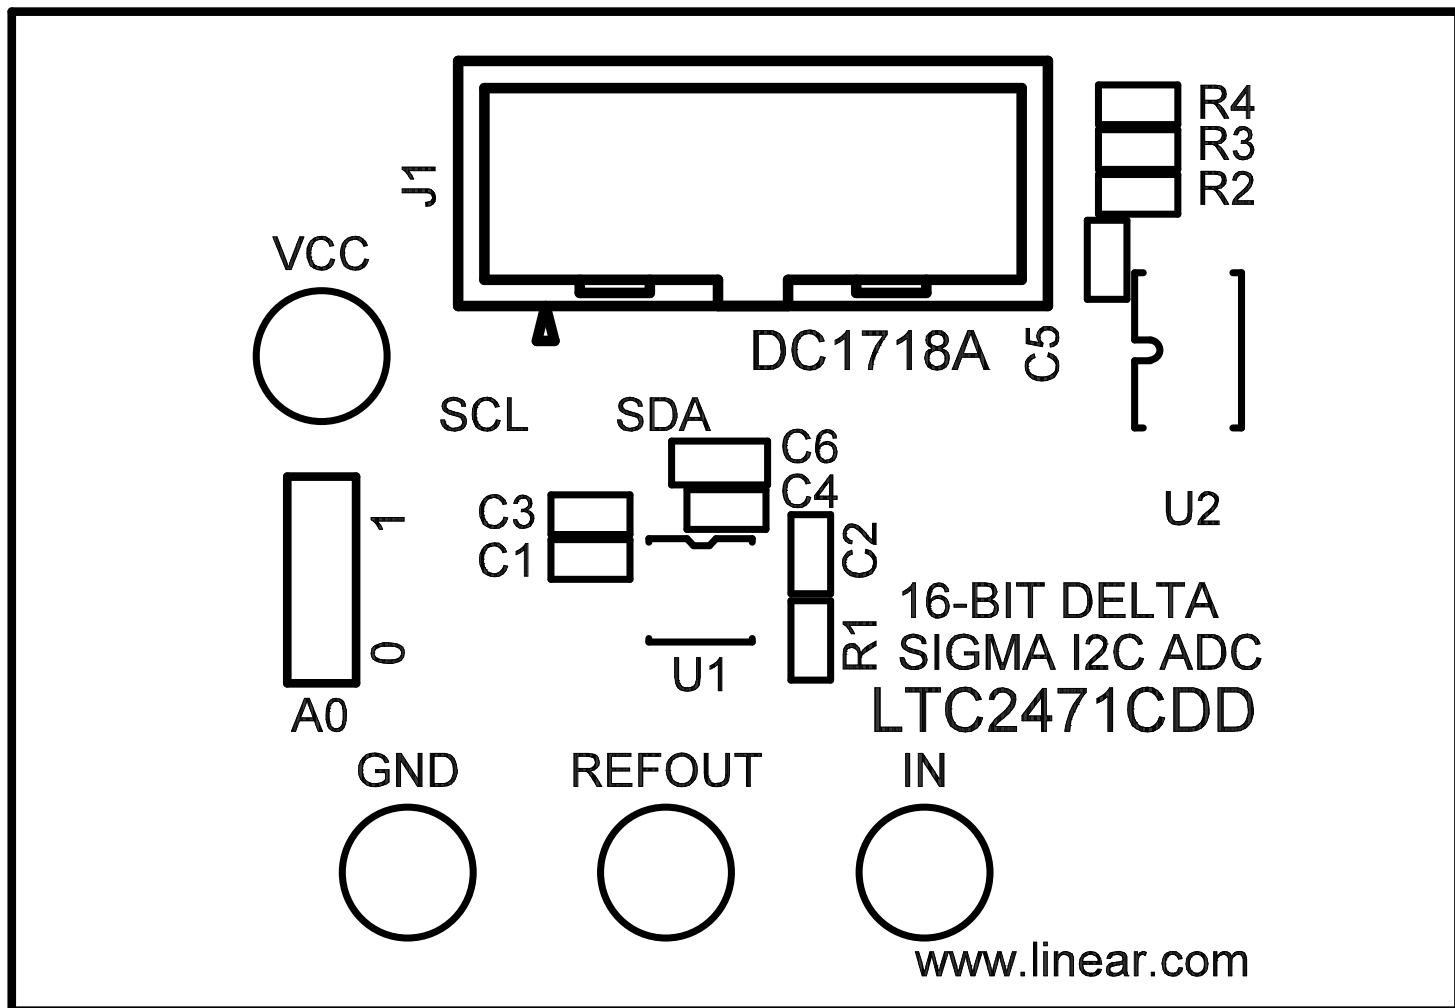 R4
R3
J1
R2
VCC
DC1718A
C5
SCL
SDA
C6
C4
C3
1
U2
C1
C2
16-BIT DELTA
0
R1
SIGMA I2C ADC
U1
A0
LTC2471CDD
GND
REFOUT
IN
www.linear.com